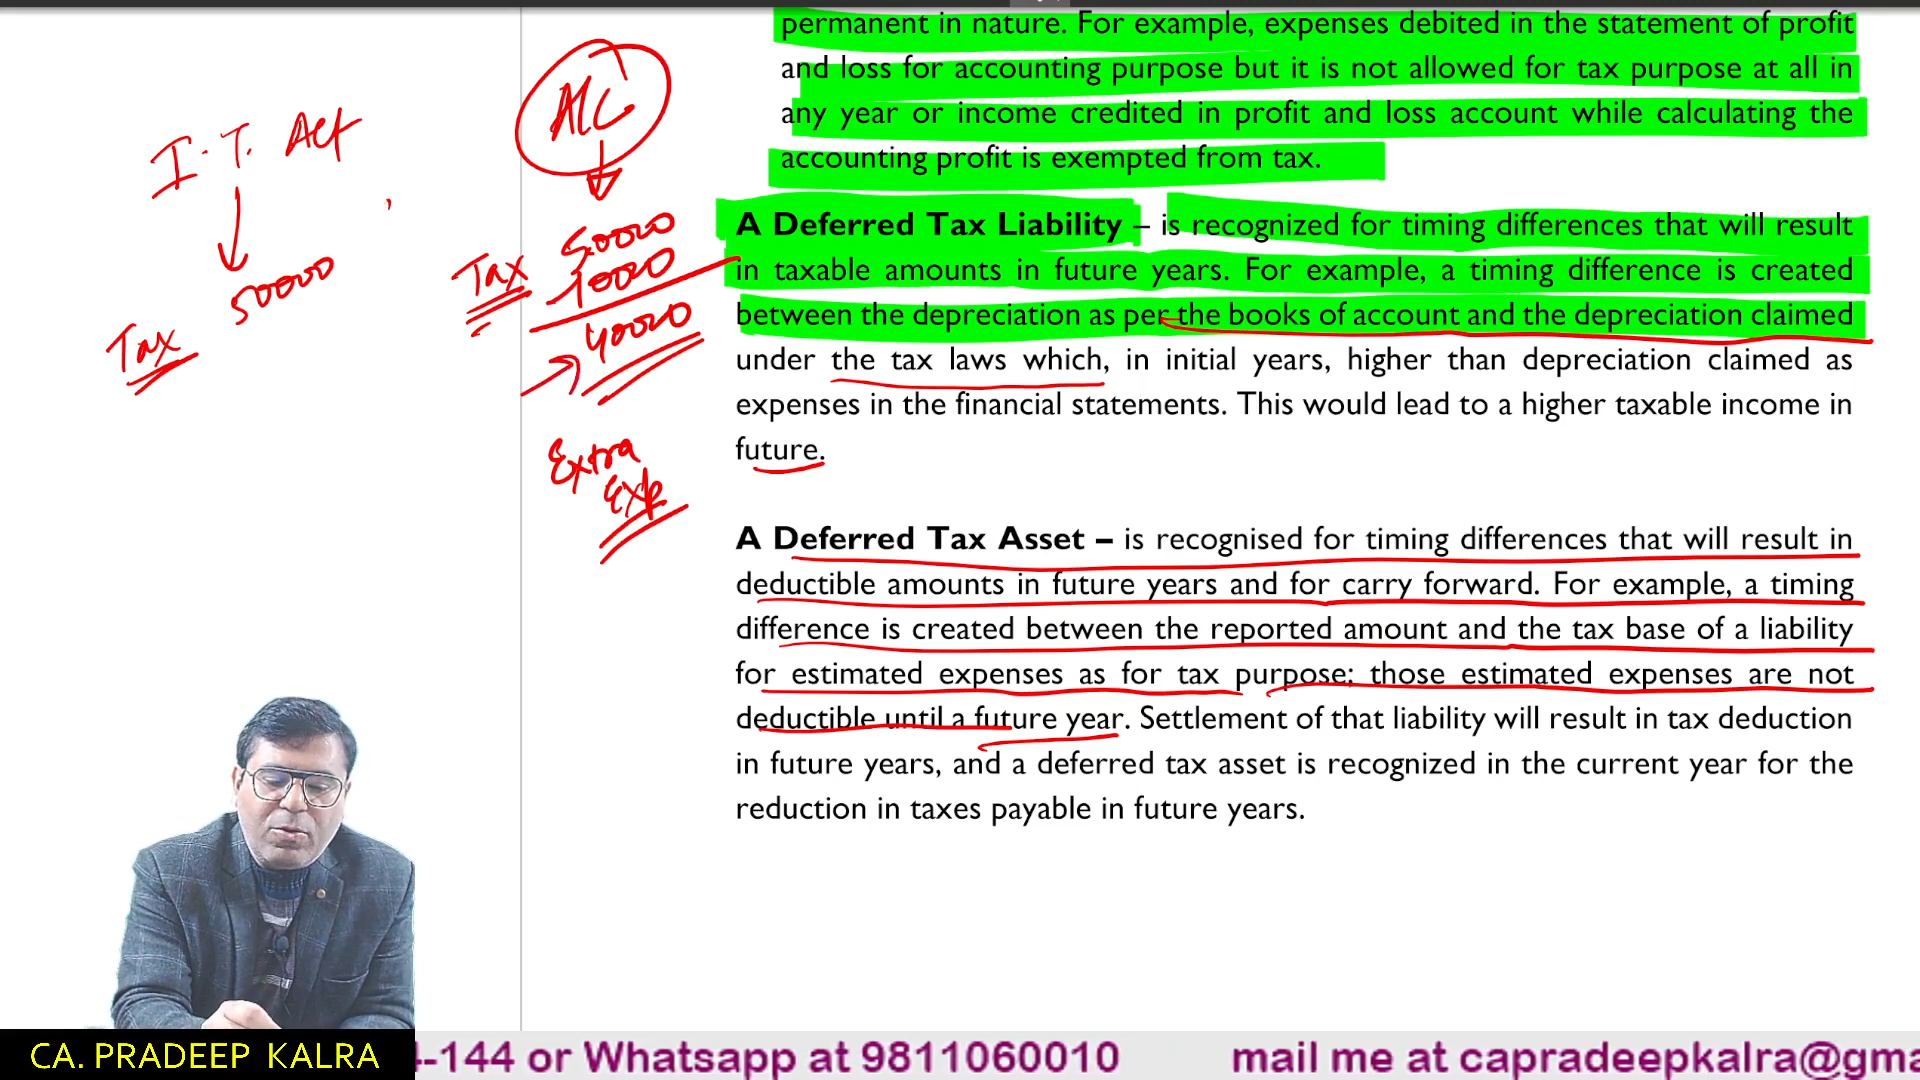 permanent in nature. For example, expenses debited in the statement of profit
and loss for accounting purpose but it is not allowed for tax purpose at all in
any year or income credited in profit and loss account while calculating the
accounting profit is exempted from tax.
A Deferred Tax Liability – is recognized for timing differences that will result
in taxable amounts in future years. For example, a timing difference is created
between the depreciation as per the books of account and the depreciation claimed
under the tax laws which, in initial years, higher than depreciation claimed as
expenses in the financial statements. This would lead to a higher taxable income in
future.
A Deferred Tax Asset – is recognised for timing differences that will result in
deductible amounts in future years and for carry forward. For example, a timing
difference is created between the reported amount and the tax base of a liability
for estimated expenses as for tax purpose; those estimated expenses are not
deductible until a future year. Settlement of that liability will result in tax deduction
in future years, and a deferred tax asset is recognized in the current year for the
reduction in taxes payable in future years.
I.T. Act
50000
Tax
A/C
Tax
50000
10000
40000
Extra
Exp
CA. PRADEEP KALRA
4-144 or Whatsapp at 9811060010 mail me at capradeepkalra@gma